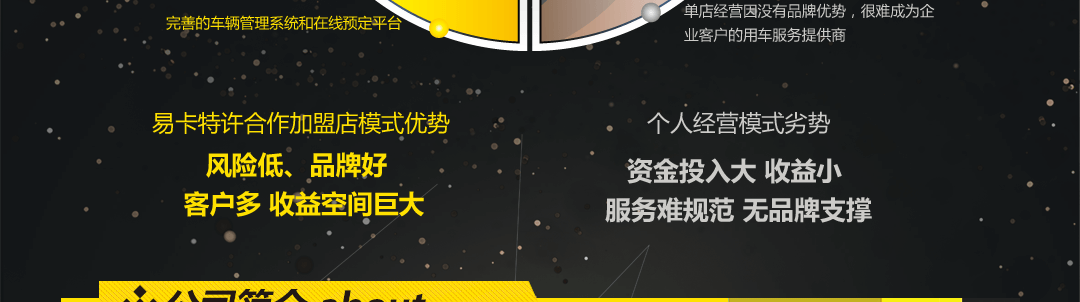 完善的车辆管理系统和在线预定平台
单店经营因没有品牌优势，很难成为企
业客户的用车服务提供商
易卡特许合作加盟店模式优势
风险低、品牌好
客户多 收益空间巨大
个人经营模式劣势
资金投入大 收益小
服务难规范 无品牌支撑
公司简介 about